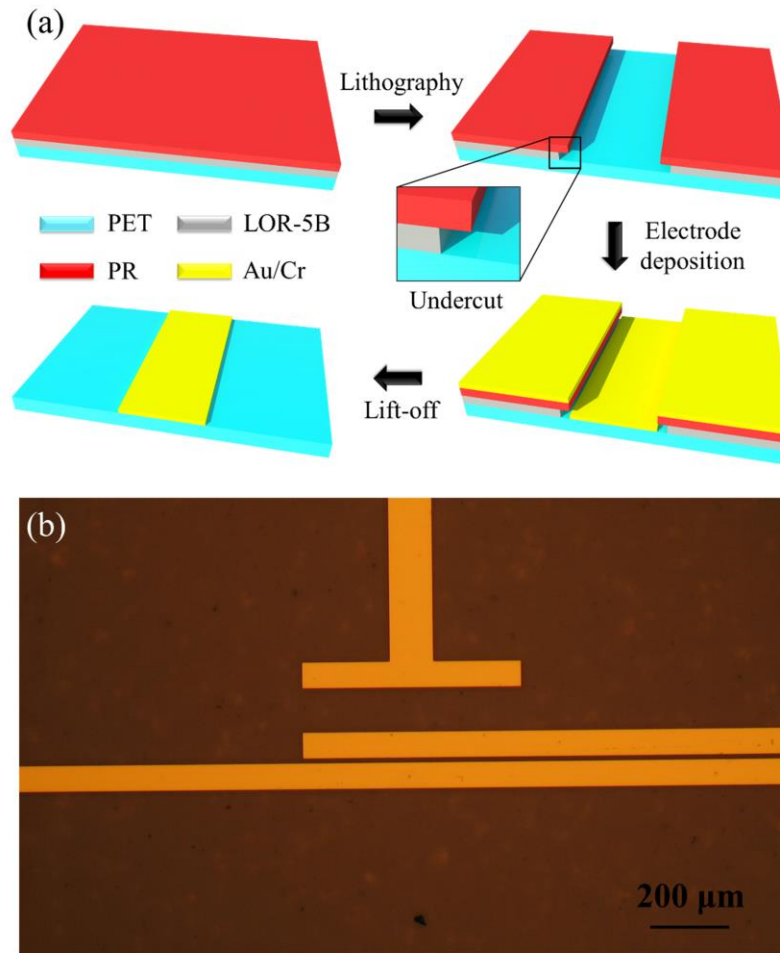 (a)
Lithography
PET
LOR-5B
PR
Au/Cr
Undercut
Electrode
deposition
Lift-off
(b)
200 μm